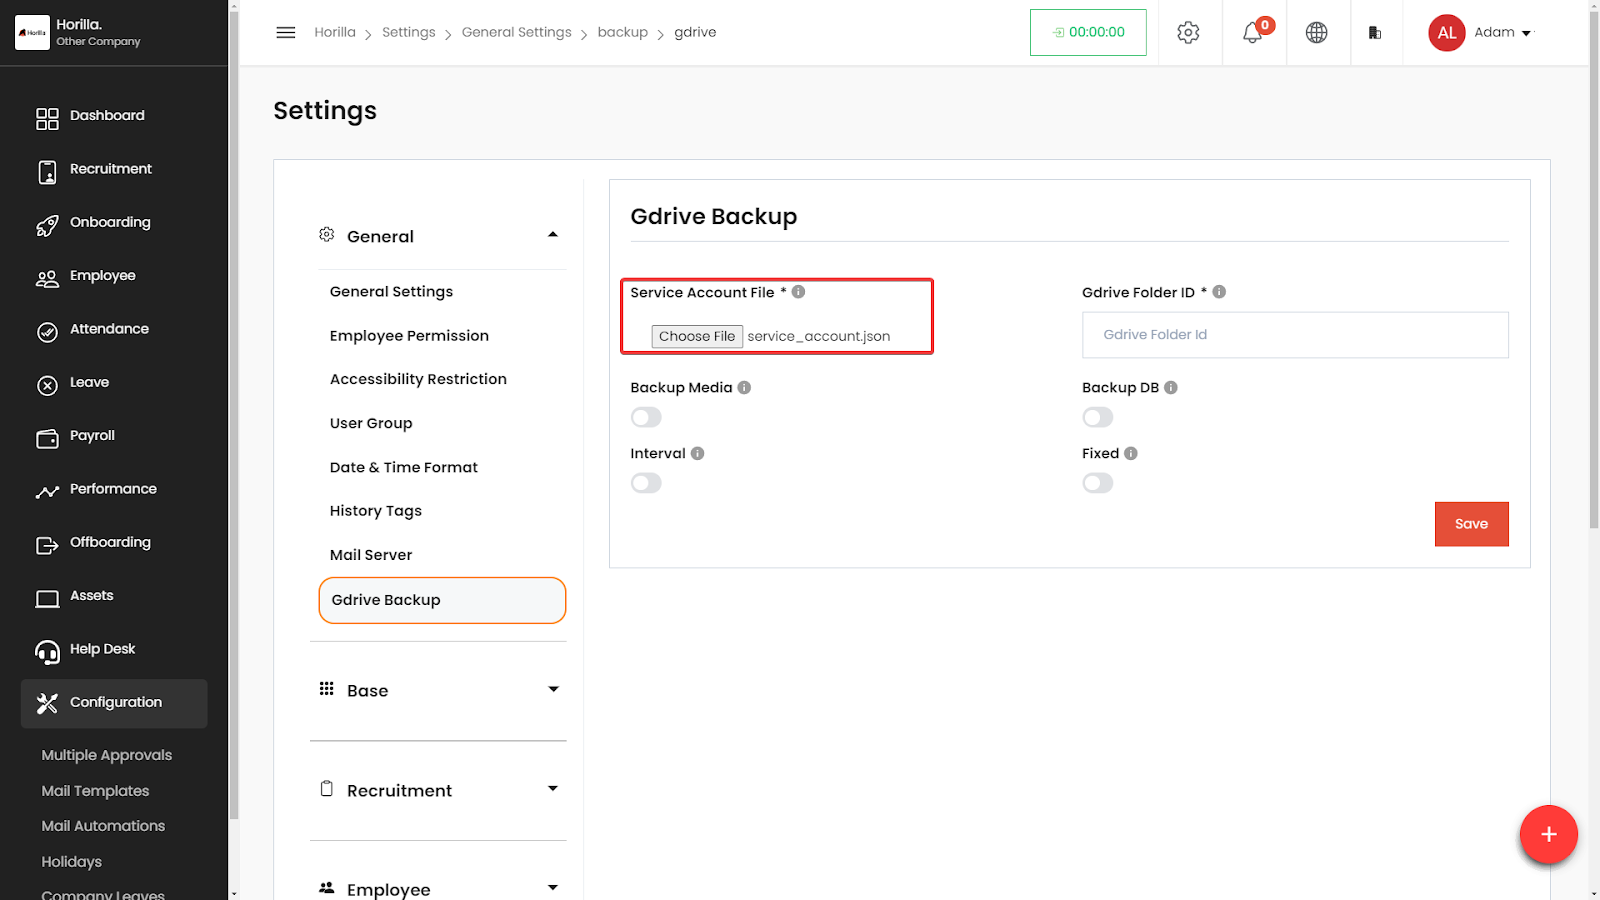 Horilla
Horilla.
Other Company
Horilla
Settings
General Settings
backup
gdrive
00:00:00
0
AL
Adam
Dashboard
Recruitment
Onboarding
Employee
Attendance
Leave
Payroll
Performance
Offboarding
Assets
Help Desk
Configuration
Multiple Approvals
Mail Templates
Mail Automations
Holidays
Company Leaves
Settings
General
General Settings
Employee Permission
Accessibility Restriction
User Group
Date & Time Format
History Tags
Mail Server
Gdrive Backup
Base
Recruitment
Employee
Gdrive Backup
Service Account File *
Choose File service_account.json
Gdrive Folder ID *
Gdrive Folder Id
Backup Media
Backup DB
Interval
Fixed
Save
+